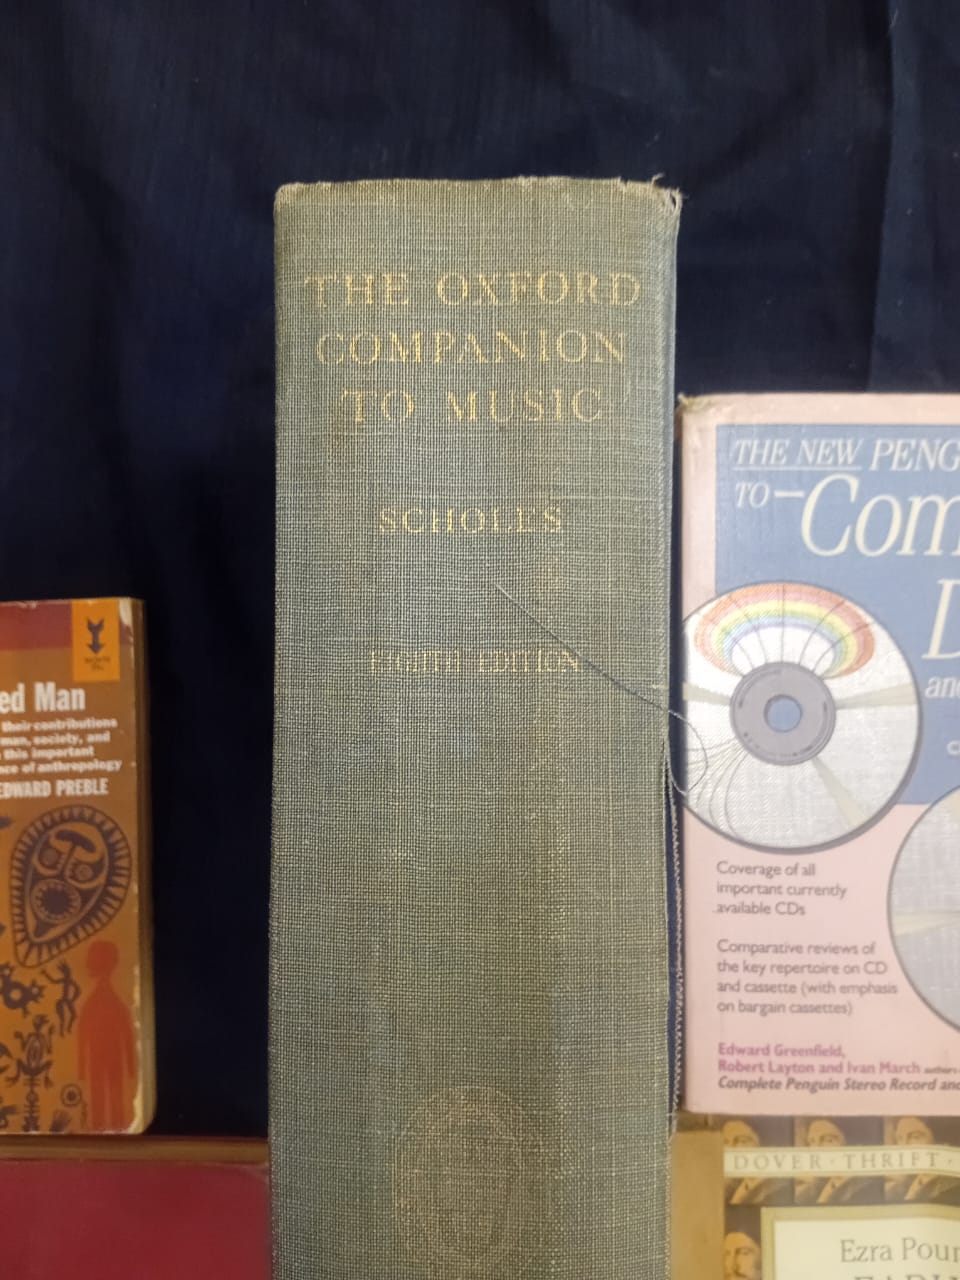 THE OXFORD
COMPANION
TO MUSIC
SCHOLES
EIGHTH EDITION
ed Man
their contributions
man, society, and
this important
nce of anthropology
EDWARD PREBLE
THE NEW PENG
TO–Com
D
and
Coverage of all
important currently
available CDs
Comparative reviews of
the key repertoire on CD
and cassette (with emphasis
on bargain cassettes)
Edward Greenfield,
Robert Layton and Ivan March authors
Complete Penguin Stereo Record and
DOVER · THRIFT ·
Ezra Poun